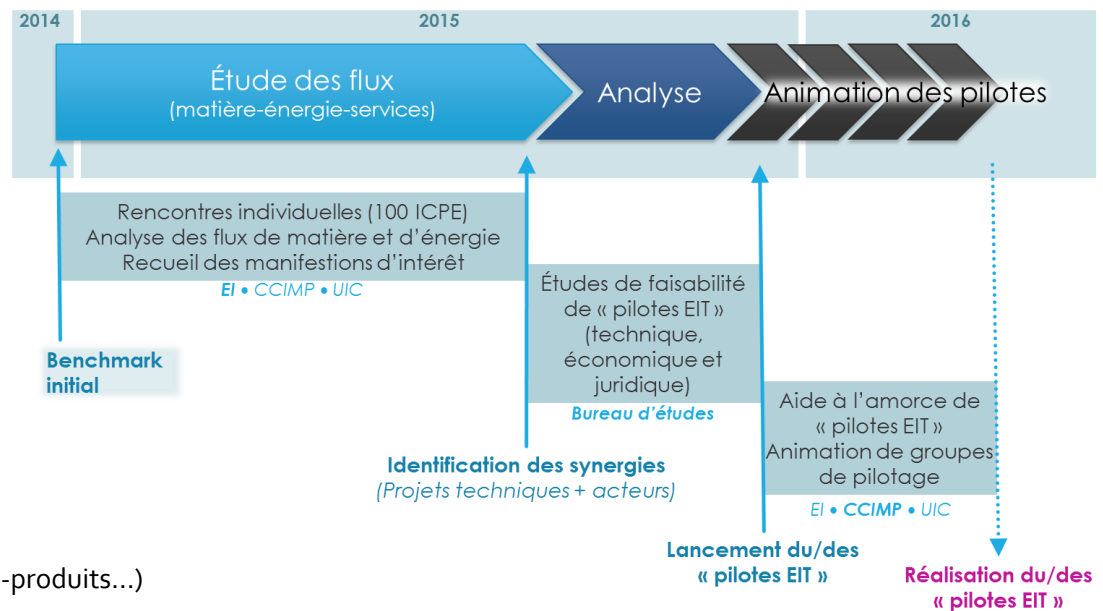 2014
2015
2016
Étude des flux
(matière-énergie-services)
Analyse
Animation des pilotes
Rencontres individuelles (100 ICPE)
Analyse des flux de matière et d’énergie
Recueil des manifestions d’intérêt
EI • CCIMP • UIC
Benchmark
initial
Études de faisabilité
de « pilotes EIT »
(technique,
économique et
juridique)
Bureau d’études
Identification des synergies
(Projets techniques + acteurs)
Aide à l’amorce de
« pilotes EIT »
Animation de groupes
de pilotage
EI • CCIMP • UIC
Lancement du/des
« pilotes EIT »
Réalisation du/des
« pilotes EIT »
-produits...)